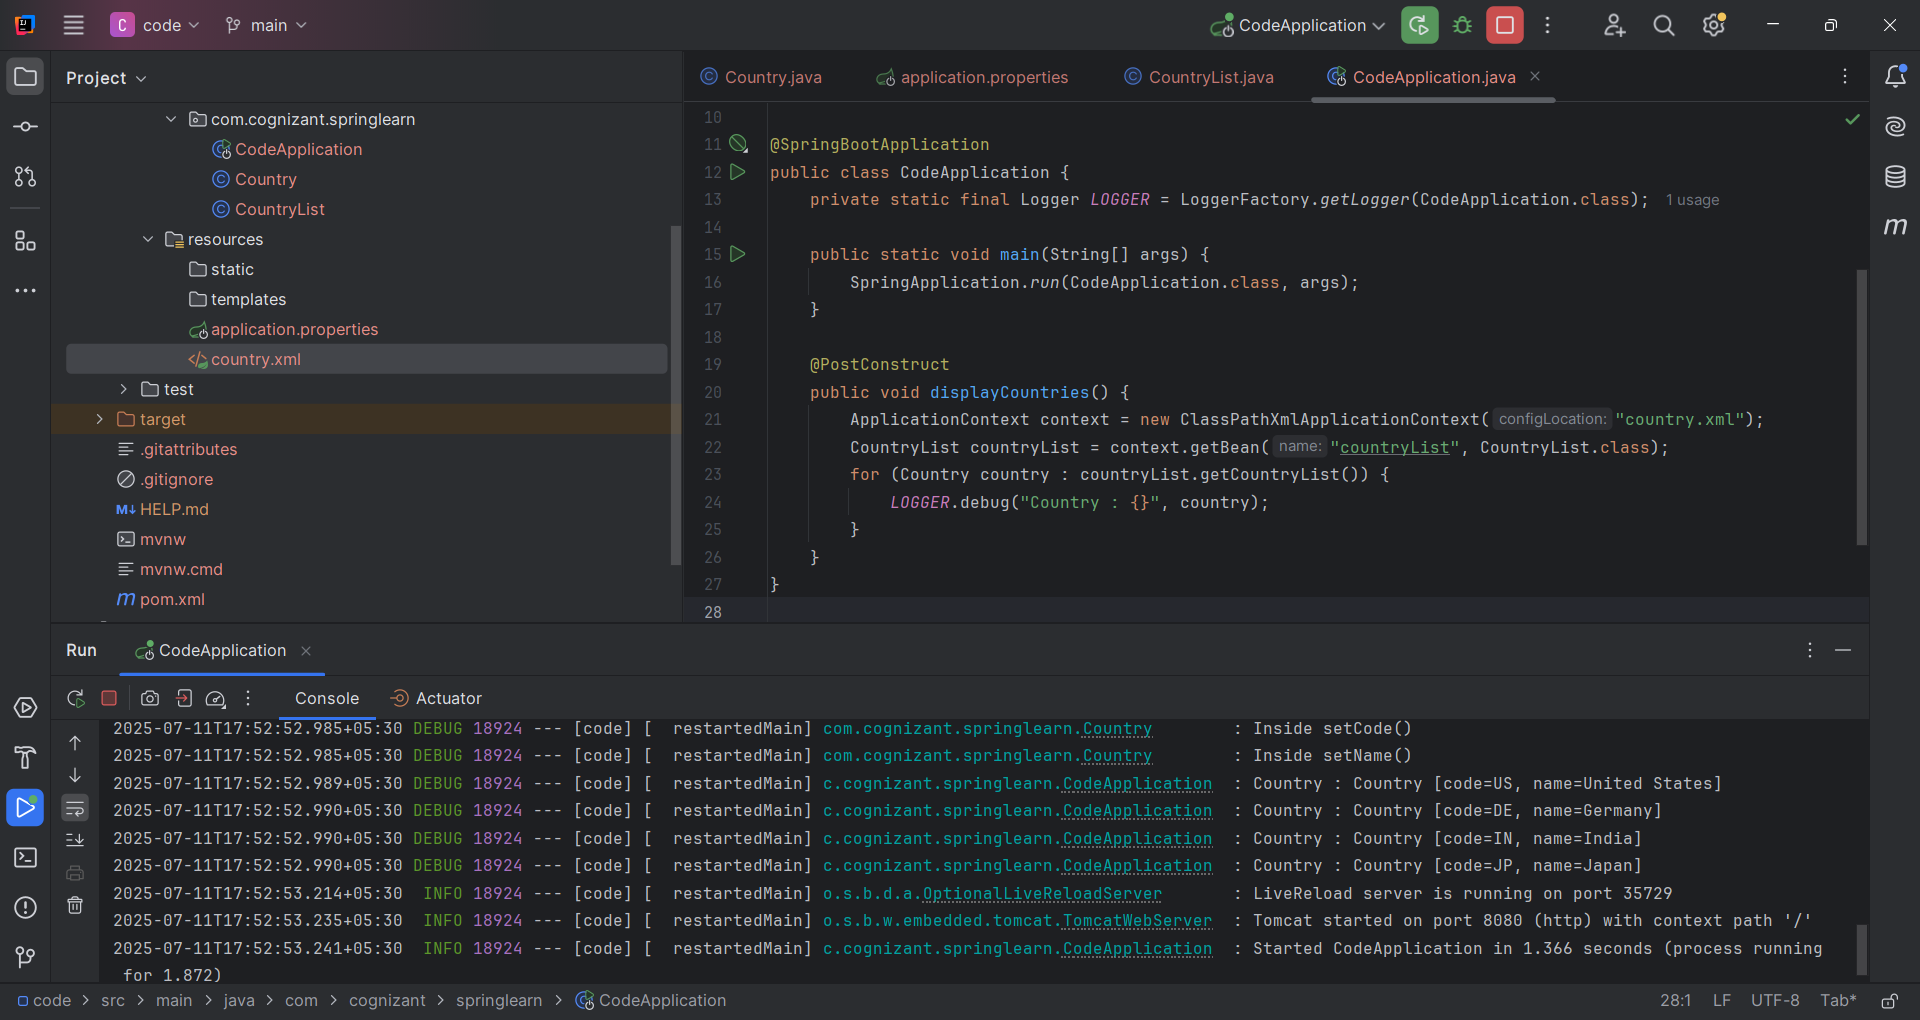 C code main CodeApplication
Project
com.cognizant.springlearn
CodeApplication
Country
CountryList
resources
static
templates
application.properties
country.xml
test
target
.gitattributes
.gitignore
M↓ HELP.md
mvnw
mvnw.cmd
m pom.xml
Country.java application.properties CountryList.java CodeApplication.java
10
11 @SpringBootApplication
12 public class CodeApplication {
13 private static final Logger LOGGER = LoggerFactory.getLogger(CodeApplication.class); 1 usage
14
15 public static void main(String[] args) {
16 SpringApplication.run(CodeApplication.class, args);
17 }
18
19 @PostConstruct
20 public void displayCountries() {
21 ApplicationContext context = new ClassPathXmlApplicationContext( configLocation: "country.xml");
22 CountryList countryList = context.getBean( name: "countryList", CountryList.class);
23 for (Country country : countryList.getCountryList()) {
24 LOGGER.debug("Country : {}", country);
25 }
26 }
27 }
28
m
Run CodeApplication
Console Actuator
2025-07-11T17:52:52.985+05:30 DEBUG 18924 --- [code] [ restartedMain] com.cognizant.springlearn.Country : Inside setCode()
2025-07-11T17:52:52.985+05:30 DEBUG 18924 --- [code] [ restartedMain] com.cognizant.springlearn.Country : Inside setName()
2025-07-11T17:52:52.989+05:30 DEBUG 18924 --- [code] [ restartedMain] c.cognizant.springlearn.CodeApplication : Country : Country [code=US, name=United States]
2025-07-11T17:52:52.990+05:30 DEBUG 18924 --- [code] [ restartedMain] c.cognizant.springlearn.CodeApplication : Country : Country [code=DE, name=Germany]
2025-07-11T17:52:52.990+05:30 DEBUG 18924 --- [code] [ restartedMain] c.cognizant.springlearn.CodeApplication : Country : Country [code=IN, name=India]
2025-07-11T17:52:52.990+05:30 DEBUG 18924 --- [code] [ restartedMain] c.cognizant.springlearn.CodeApplication : Country : Country [code=JP, name=Japan]
2025-07-11T17:52:53.214+05:30 INFO 18924 --- [code] [ restartedMain] o.s.b.d.a.OptionalLiveReloadServer : LiveReload server is running on port 35729
2025-07-11T17:52:53.235+05:30 INFO 18924 --- [code] [ restartedMain] o.s.b.w.embedded.tomcat.TomcatWebServer : Tomcat started on port 8080 (http) with context path '/'
2025-07-11T17:52:53.241+05:30 INFO 18924 --- [code] [ restartedMain] c.cognizant.springlearn.CodeApplication : Started CodeApplication in 1.366 seconds (process running
for 1.872)
code > src > main > java > com > cognizant > springlearn > CodeApplication 28:1 LF UTF-8 Tab*